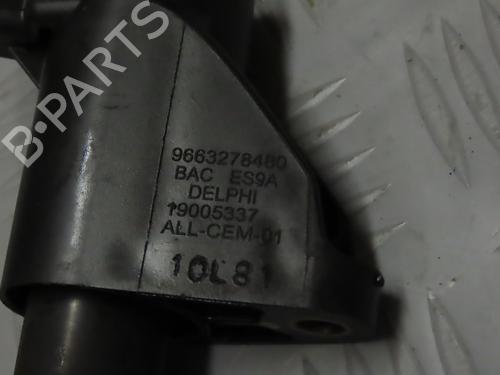 B-PARTS
9663278480
BAC ES9A
DELPHI
19005337
ALL-CEM-01
10L81